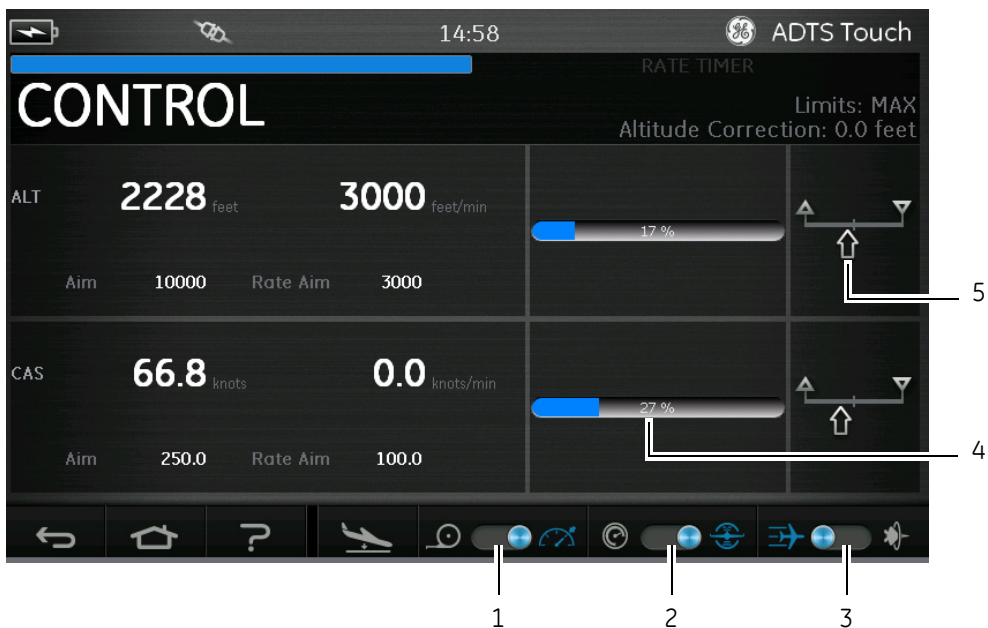 14:58 ADTS Touch
RATE TIMER
CONTROL
Limits: MAX
Altitude Correction: 0.0 feet
ALT 2228 feet 3000 feet/min
17 %
Aim 10000 Rate Aim 3000
5
CAS 66.8 knots 0.0 knots/min
27 %
Aim 250.0 Rate Aim 100.0
4
?
1 2 3